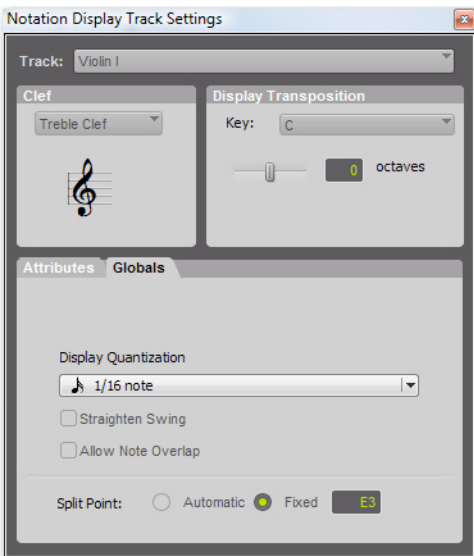 Notation Display Track Settings
Track: Violin I
Clef
Display Transposition
Treble Clef
Key: C
0 octaves
Attributes Globals
Display Quantization
1/16 note
Straighten Swing
Allow Note Overlap
Split Point: Automatic Fixed E3